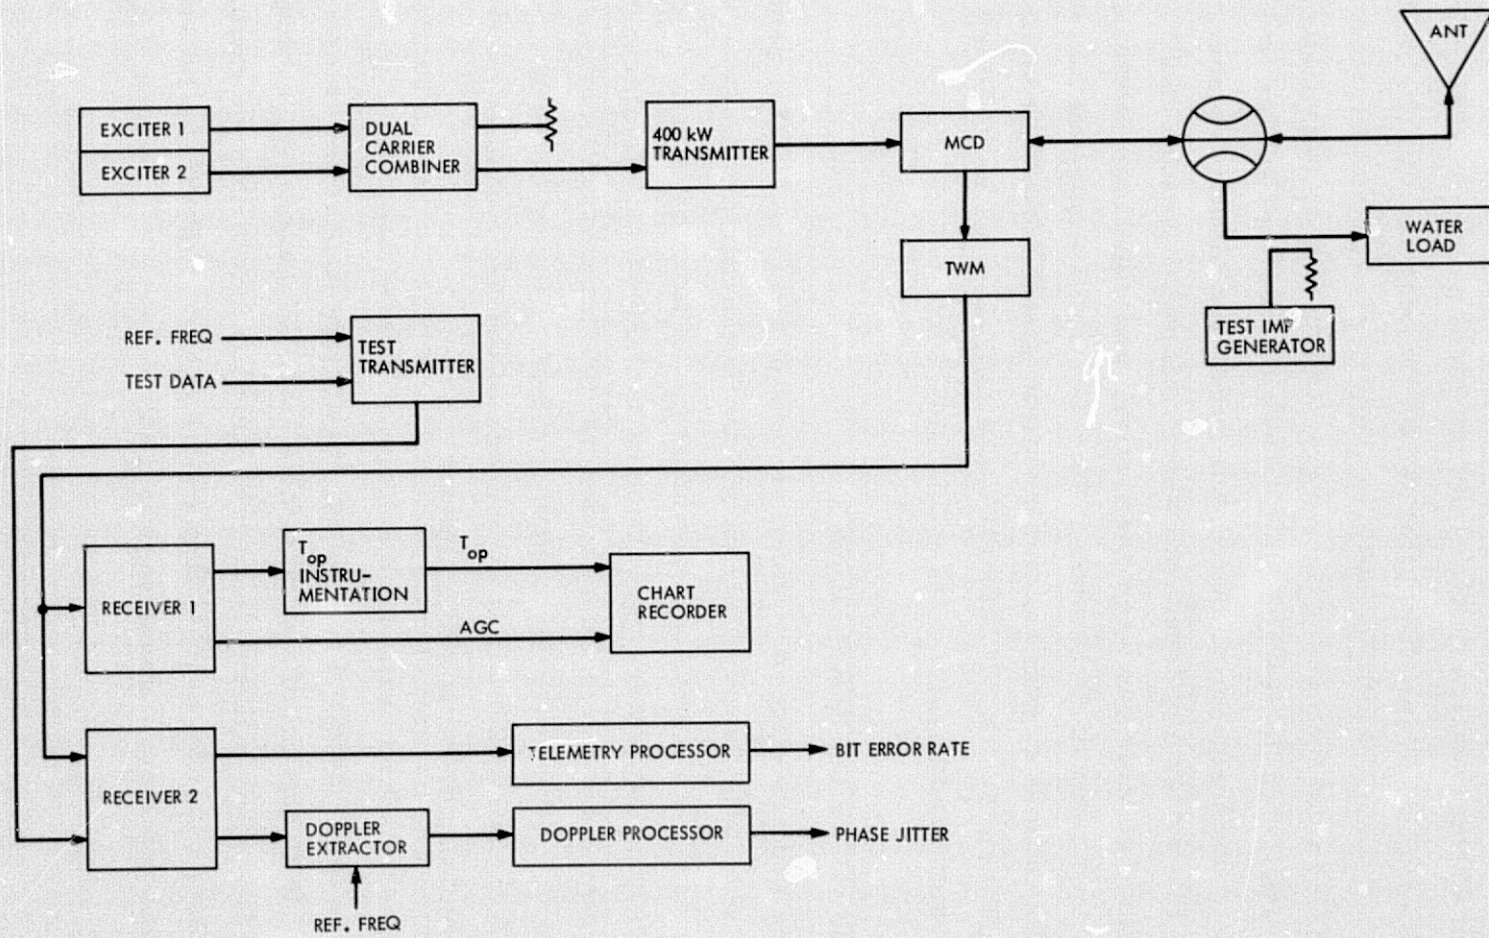 ANT
EXCITER 1
EXCITER 2
DUAL
CARRIER
COMBINER
400 kW
TRANSMITTER
MCD
TWM
WATER
LOAD
TEST IMP
GENERATOR
REF. FREQ
TEST DATA
TEST
TRANSMITTER
RECEIVER 1
Top
INSTRU-
MENTATION
Top
AGC
CHART
RECORDER
RECEIVER 2
TELEMETRY PROCESSOR
BIT ERROR RATE
DOPPLER
EXTRACTOR
DOPPLER PROCESSOR
PHASE JITTER
REF. FREQ